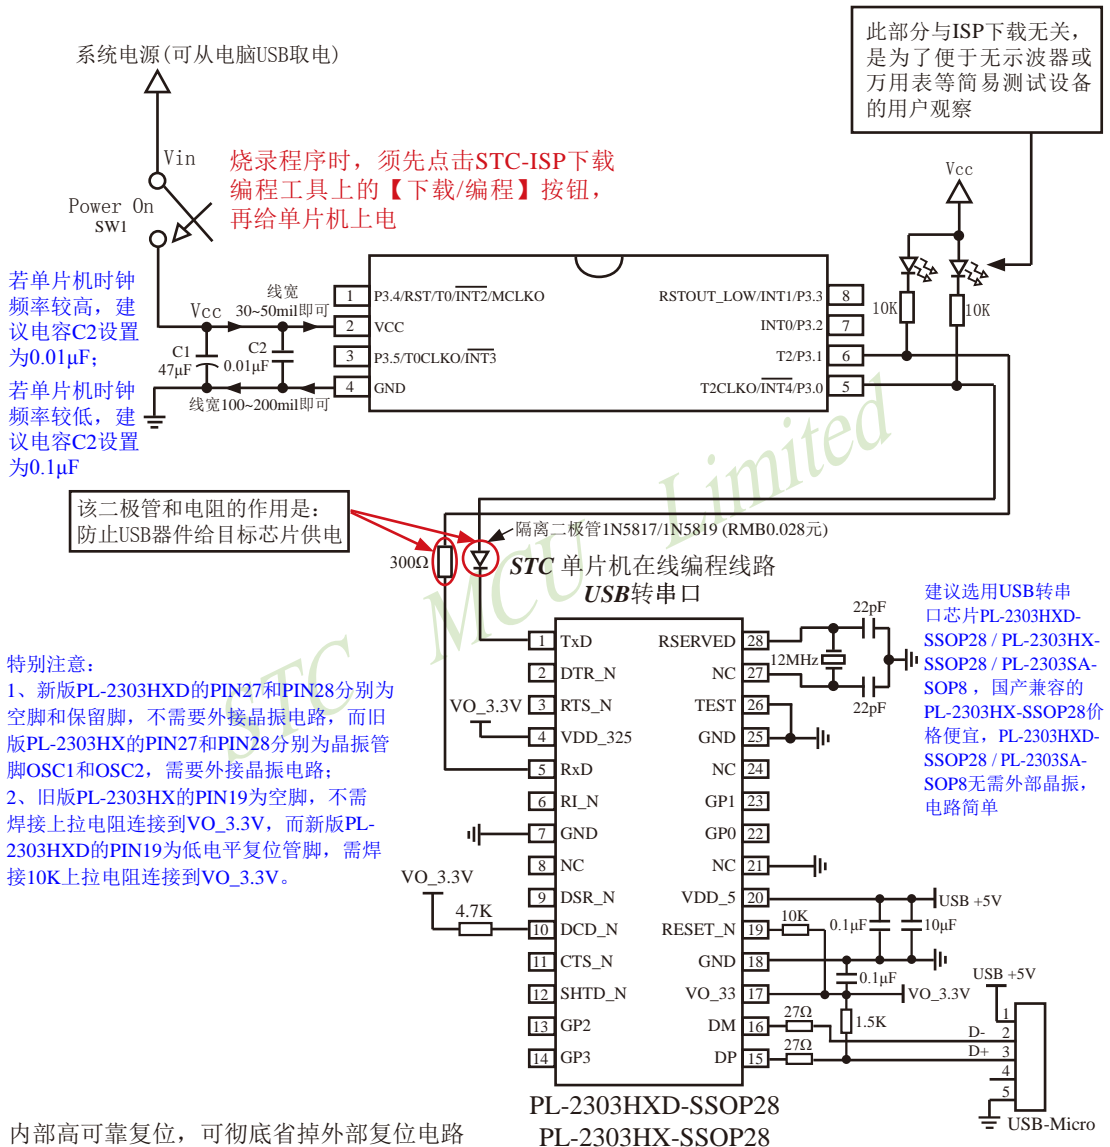 系统电源(可从电脑USB取电)
此部分与ISP下载无关，
是为了便于无示波器或
万用表等简易测试设备
的用户观察
Vin
Power On
SW1
烧录程序时，须先点击STC-ISP下载
编程工具上的【下载/编程】按钮，
再给单片机上电
Vcc
若单片机时钟
频率较高，建
议电容C2设置
为0.01μF；
若单片机时钟
频率较低，建
议电容C2设置
为0.1μF
Vcc
线宽
30~50mil即可
C1
47μF
C2
0.01μF
线宽100~200mil即可
1 P3.4/RST/T0/INT2/MCLKO
2 VCC
3 P3.5/T0CLKO/INT3
4 GND
RSTOUT_LOW/INT1/P3.3 8
INT0/P3.2 7
T2/P3.1 6
T2CLKO/INT4/P3.0 5
10K
10K
该二极管和电阻的作用是：
防止USB器件给目标芯片供电
300Ω
隔离二极管1N5817/1N5819 (RMB0.028元)
STC 单片机在线编程线路
USB转串口
STC MCU Limited
特别注意：
1、新版PL-2303HXD的PIN27和PIN28分别为
空脚和保留脚，不需要外接晶振电路，而旧
版PL-2303HX的PIN27和PIN28分别为晶振管
脚OSC1和OSC2，需要外接晶振电路；
2、旧版PL-2303HX的PIN19为空脚，不需
焊接上拉电阻连接到VO_3.3V，而新版PL-
2303HXD的PIN19为低电平复位管脚，需焊
接10K上拉电阻连接到VO_3.3V。
建议选用USB转串
口芯片PL-2303HXD-
SSOP28 / PL-2303HX-
SSOP28 / PL-2303SA-
SOP8，国产兼容的
PL-2303HX-SSOP28价
格便宜，PL-2303HXD-
SSOP28 / PL-2303SA-
SOP8无需外部晶振，
电路简单
VO_3.3V
VO_3.3V
4.7K
1 TxD
2 DTR_N
3 RTS_N
4 VDD_325
5 RxD
6 RI_N
7 GND
8 NC
9 DSR_N
10 DCD_N
11 CTS_N
12 SHTD_N
13 GP2
14 GP3
RSERVED 28
NC 27
TEST 26
GND 25
NC 24
GP1 23
GP0 22
NC 21
VDD_5 20
RESET_N 19
GND 18
VO_33 17
DM 16
DP 15
22pF
12MHz
22pF
USB +5V
0.1μF
10μF
10K
0.1μF
VO_3.3V
27Ω
1.5K
27Ω
USB +5V
D-
D+
1
2
3
4
5
USB-Micro
PL-2303HXD-SSOP28
PL-2303HX-SSOP28
内部高可靠复位，可彻底省掉外部复位电路